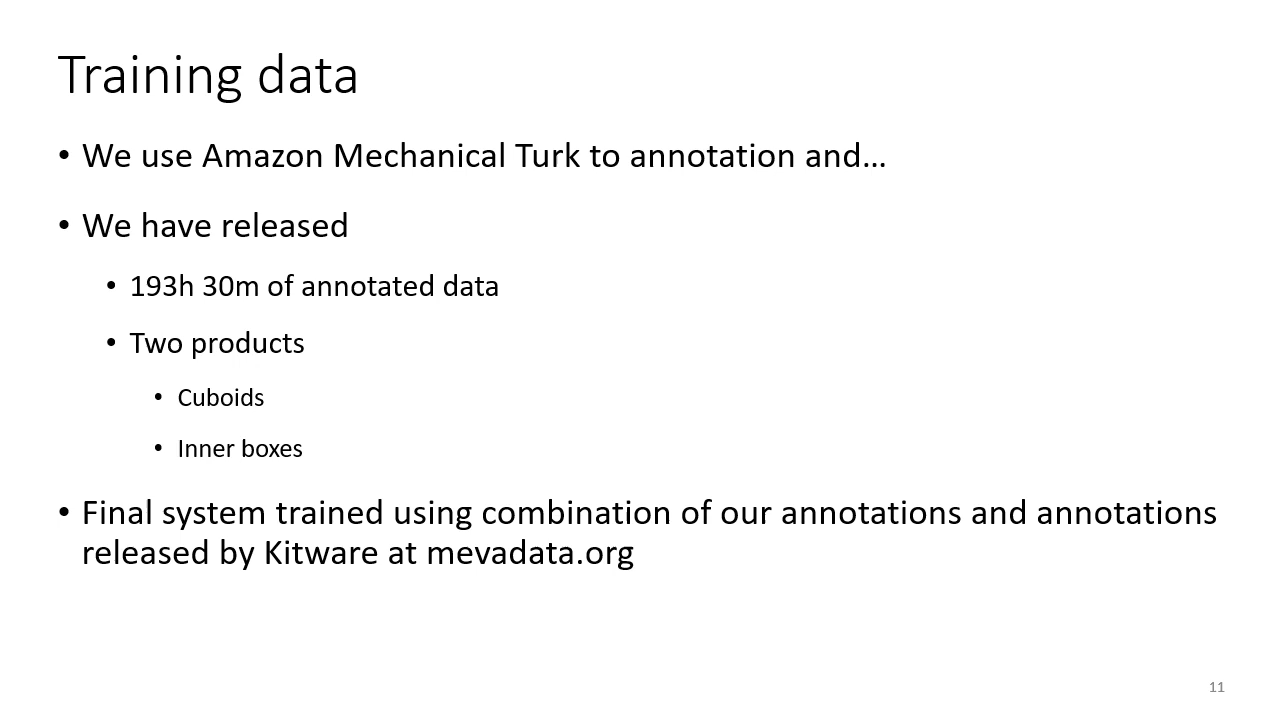 Training data
• We use Amazon Mechanical Turk to annotation and…
• We have released
• 193h 30m of annotated data
• Two products
• Cuboids
• Inner boxes
• Final system trained using combination of our annotations and annotations
released by Kitware at mevadata.org
11